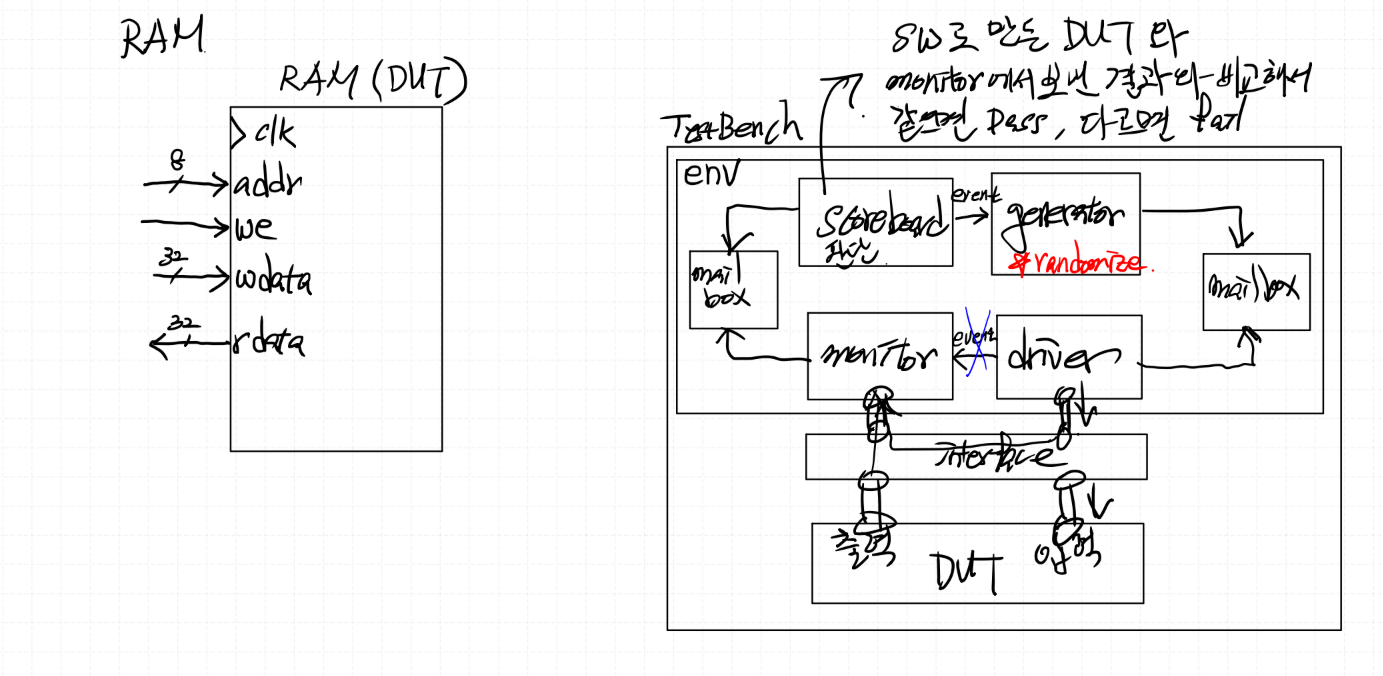 RAM
RAM (DUT)
clk
8
addr
we
32
wdata
32
rdata
SW로 만든 DUT 와
monitor에서 보낸 결과와 비교해서
같으면 pass, 다르면 fail
TestBench
env
scoreboard
판단
event
generator
*randomize.
mail
box
mailbox
monitor
event
driver
interface
출력
DUT
입력